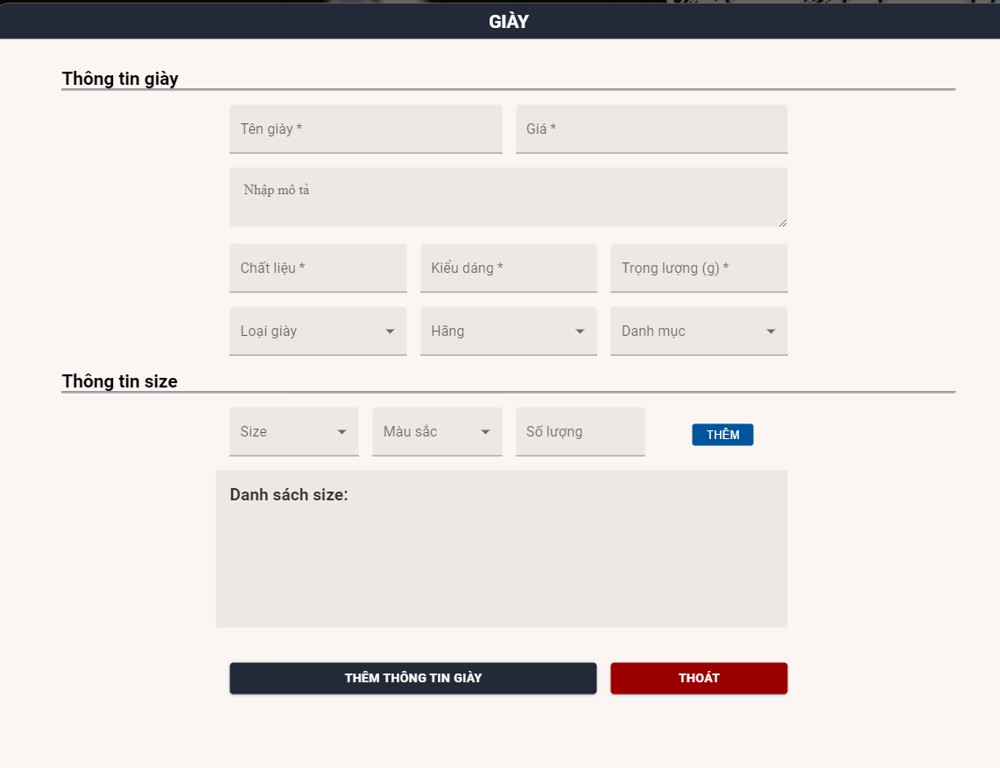 GIÀY
Thông tin giày
Tên giày *
Giá *
Nhập mô tả
Chất liệu *
Kiểu dáng *
Trọng lượng (g) *
Loại giày
Hãng
Danh mục
Thông tin size
Size
Màu sắc
Số lượng
THÊM
Danh sách size:
THÊM THÔNG TIN GIÀY
THOÁT